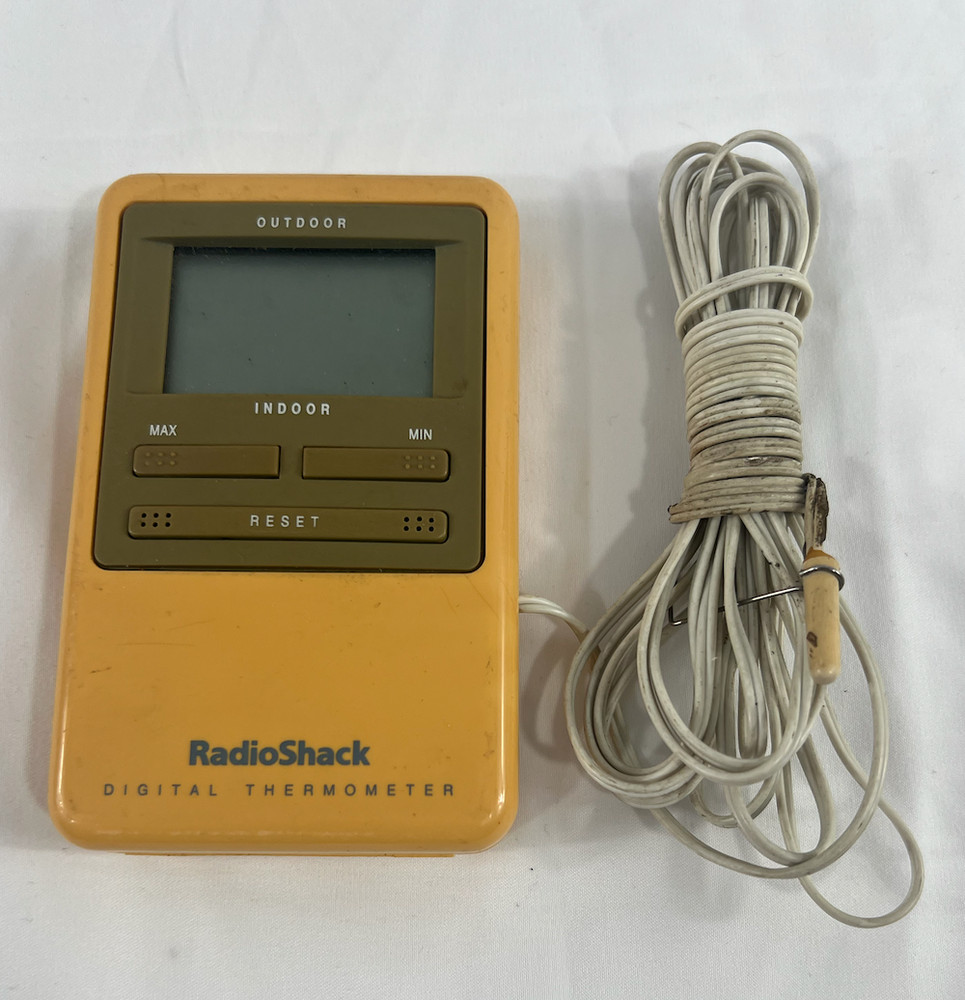 OUTDOOR
INDOOR
MAX MIN
RESET
RadioShack
DIGITAL THERMOMETER